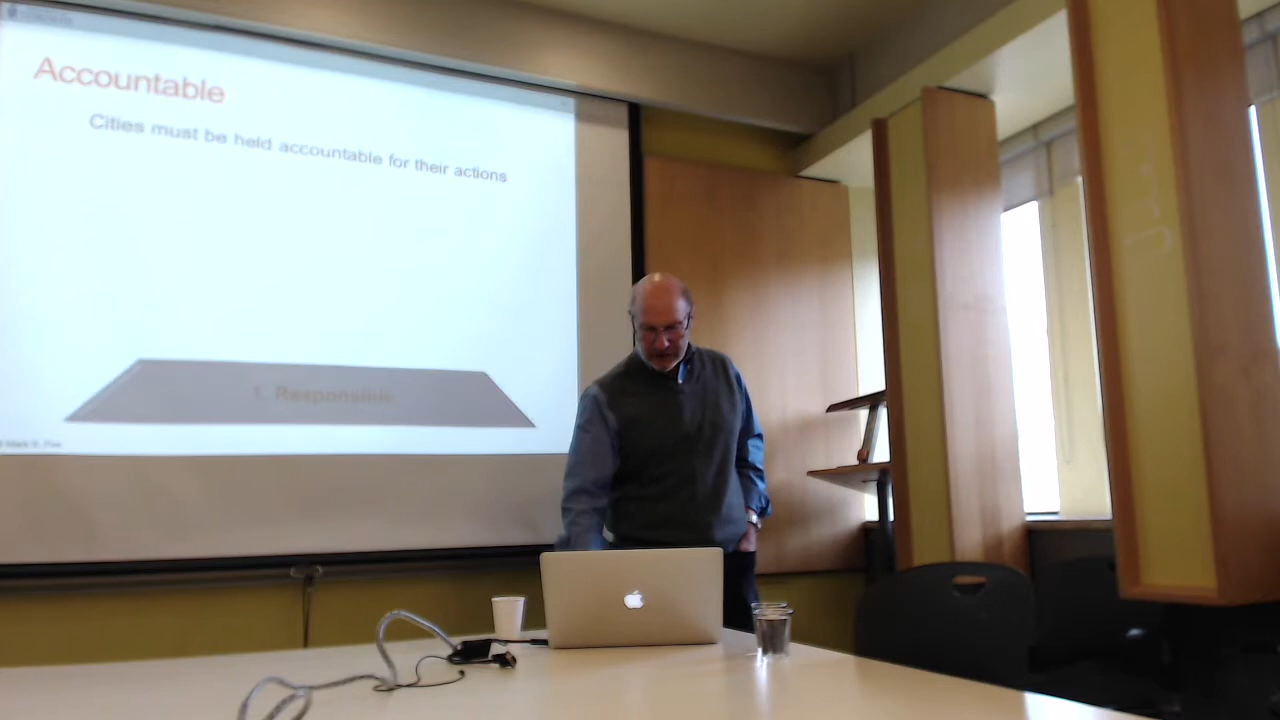 Accountable
Cities must be held accountable for their actions
1. Responsible